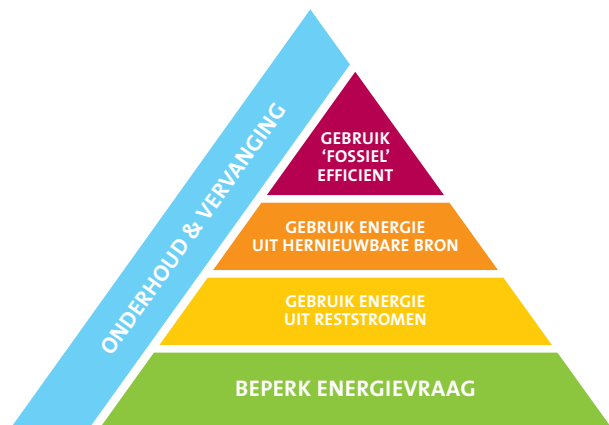 ONDERHOUD & VERVANGING
GEBRUIK
‘FOSSIEL’
EFFICIENT
GEBRUIK ENERGIE
UIT HERNIEUWBARE BRON
GEBRUIK ENERGIE
UIT RESTSTROMEN
BEPERK ENERGIEVRAAG